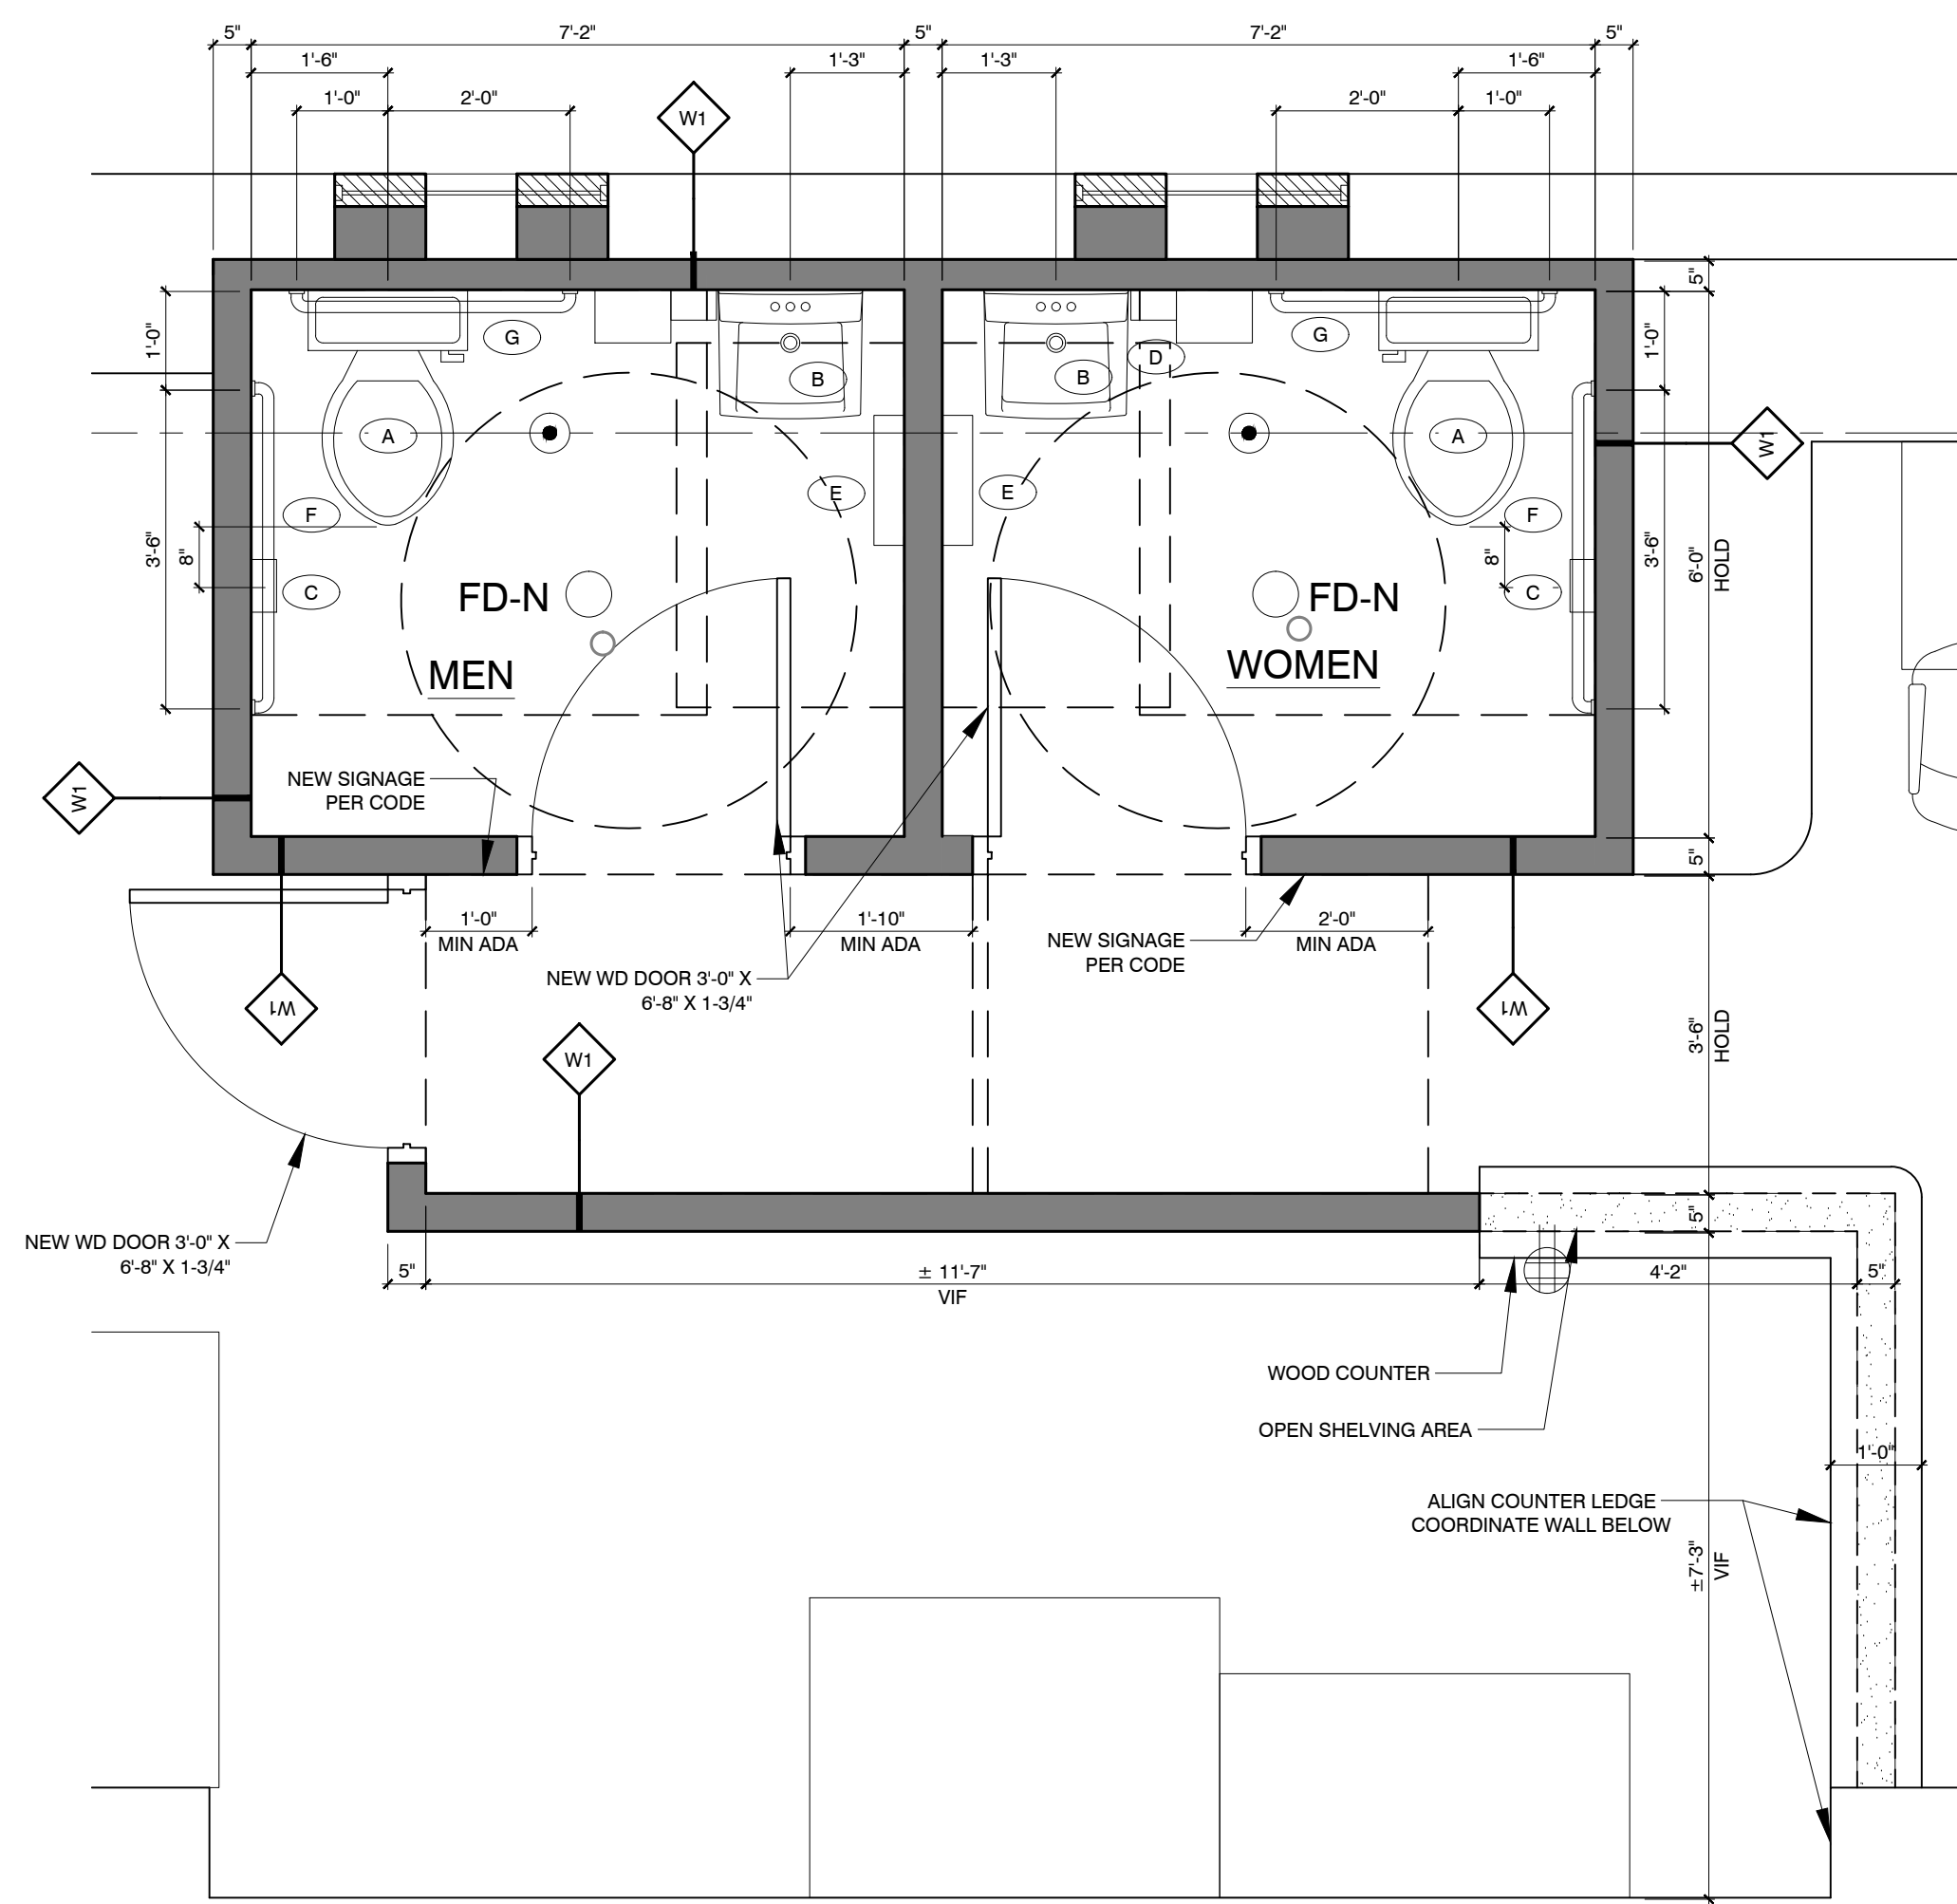 5" 7'-2" 5" 7'-2" 5"
1'-6" 1'-3" 1'-3" 1'-6"
1'-0" 2'-0" 2'-0" 1'-0"
W1
5"
1'-0" G B B D G 1'-0"
A A W1
E E
F F
3'-6" 8" 8" 3'-6" 6'-0" HOLD
C C
FD-N FD-N
MEN WOMEN
W1
NEW SIGNAGE
PER CODE
5"
1'-0" 1'-10" 2'-0"
MIN ADA MIN ADA MIN ADA
NEW SIGNAGE
PER CODE
NEW WD DOOR 3'-0" X
6'-8" X 1-3/4"
W1 W1
3'-6" HOLD
W1
5"
NEW WD DOOR 3'-0" X
6'-8" X 1-3/4"
5" ± 11'-7" 4'-2" 5"
VIF
WOOD COUNTER
OPEN SHELVING AREA
1'-0"
ALIGN COUNTER LEDGE
COORDINATE WALL BELOW
±7'-3" VIF